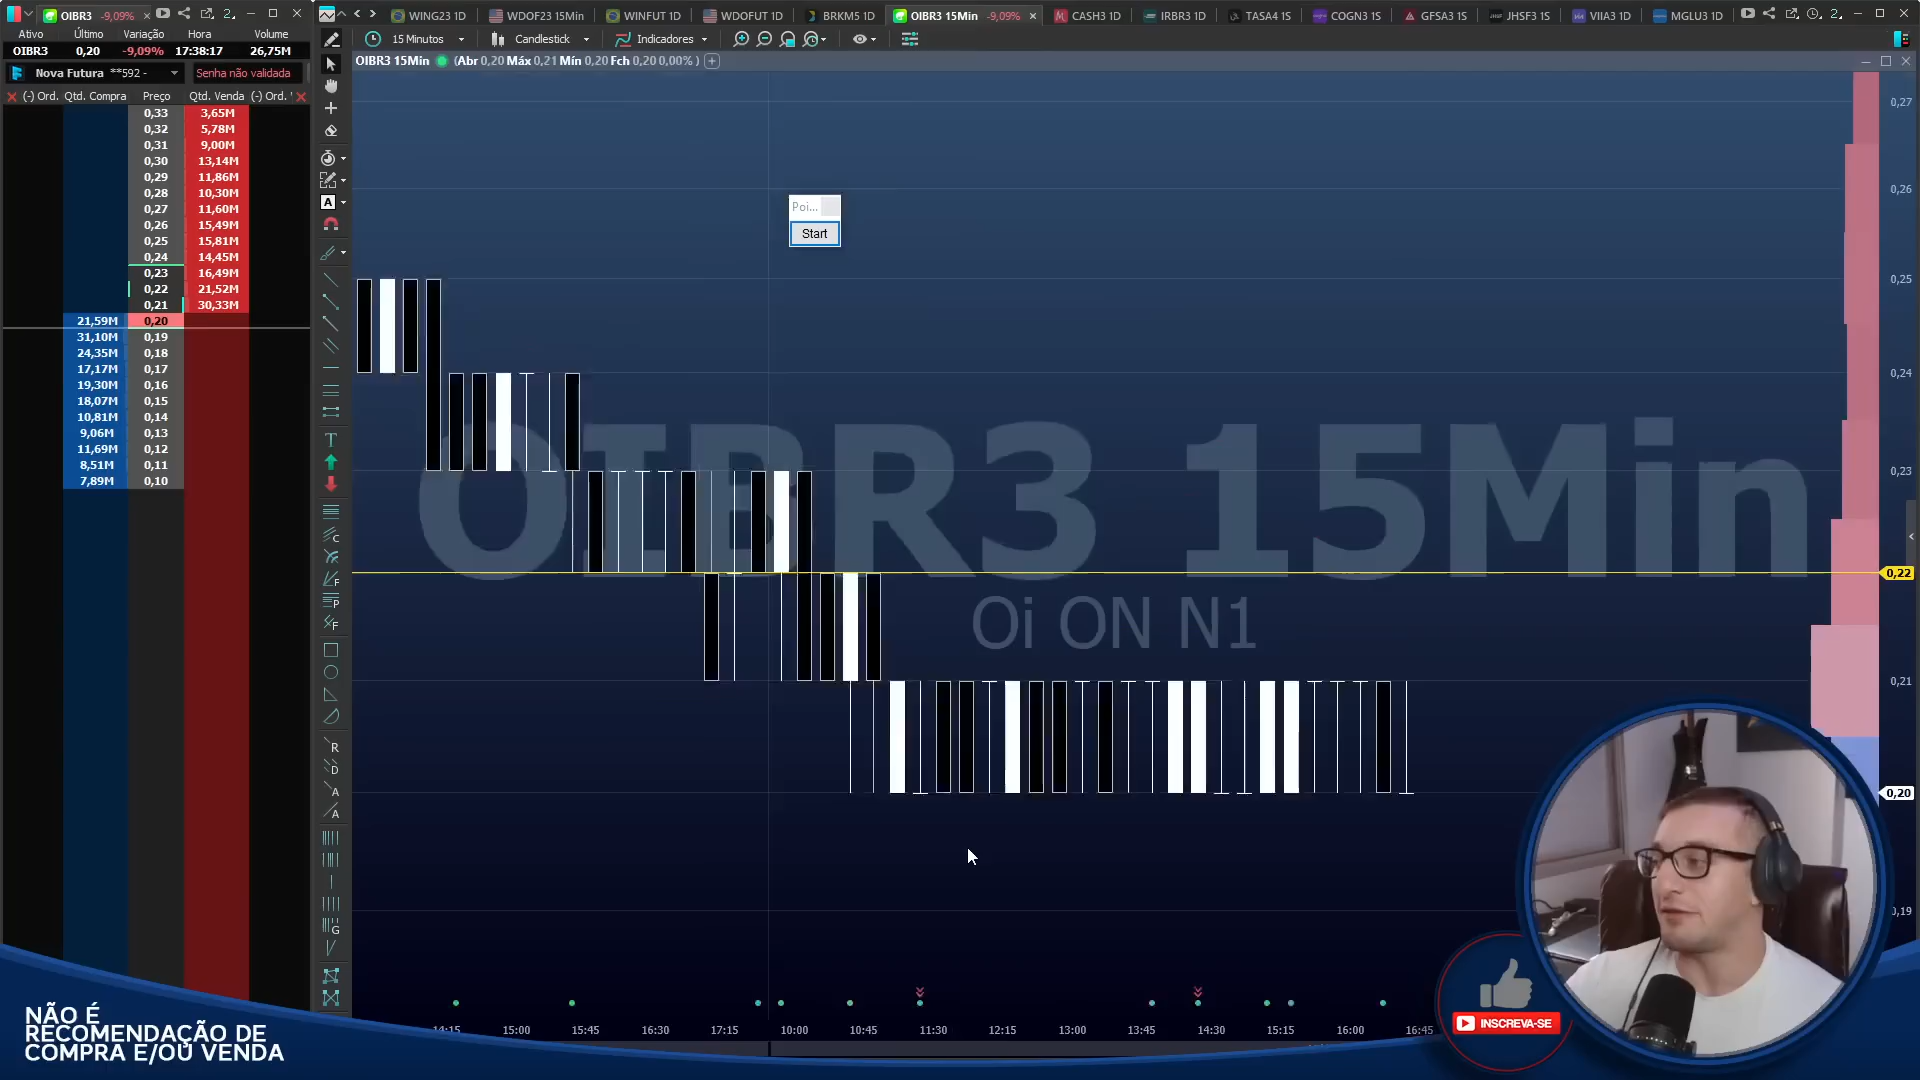 OIBR3 -9,09%
2.
WING23 1D
WDOF23 15Min
WINFUT 1D
WDOFUT 1D
BRKM5 1D
OIBR3 15Min -9,09%
CASH3 1D
IRBR3 1D
TASA4 1S
COGN3 1S
GFSA3 1S
JHSF3 1S
VIIA3 1D
MGLU3 1D
2.
Ativo Último Variação Hora Volume
OIBR3 0,20 -9,09% 17:38:17 26,75M
15 Minutos
Candlestick
Indicadores
Nova Futura **592 -
Senha não validada
OIBR3 15Min (Abr 0,20 Máx 0,21 Mín 0,20 Fch 0,20 0,00% )
(-) Ord. Qtd. Compra Preço Qtd. Venda (-) Ord.
0,33 3,65M
0,32 5,78M
0,31 9,00M
0,30 13,14M
0,29 11,86M
0,28 10,30M
0,27 11,60M
0,26 15,49M
0,25 15,81M
0,24 14,45M
0,23 16,49M
0,22 21,52M
0,21 30,33M
21,59M 0,20
31,10M 0,19
24,35M 0,18
17,17M 0,17
19,30M 0,16
18,07M 0,15
10,81M 0,14
9,06M 0,13
11,69M 0,12
8,51M 0,11
7,89M 0,10
Poi...
Start
OIBR3 15Min
Oi ON N1
0,27
0,26
0,25
0,24
0,23
0,22
0,21
0,20
0,19
14:15 15:00 15:45 16:30 17:15 10:00 10:45 11:30 12:15 13:00 13:45 14:30 15:15 16:00 16:45
NÃO É
RECOMENDAÇÃO DE
COMPRA E/OU VENDA
INSCREVA-SE